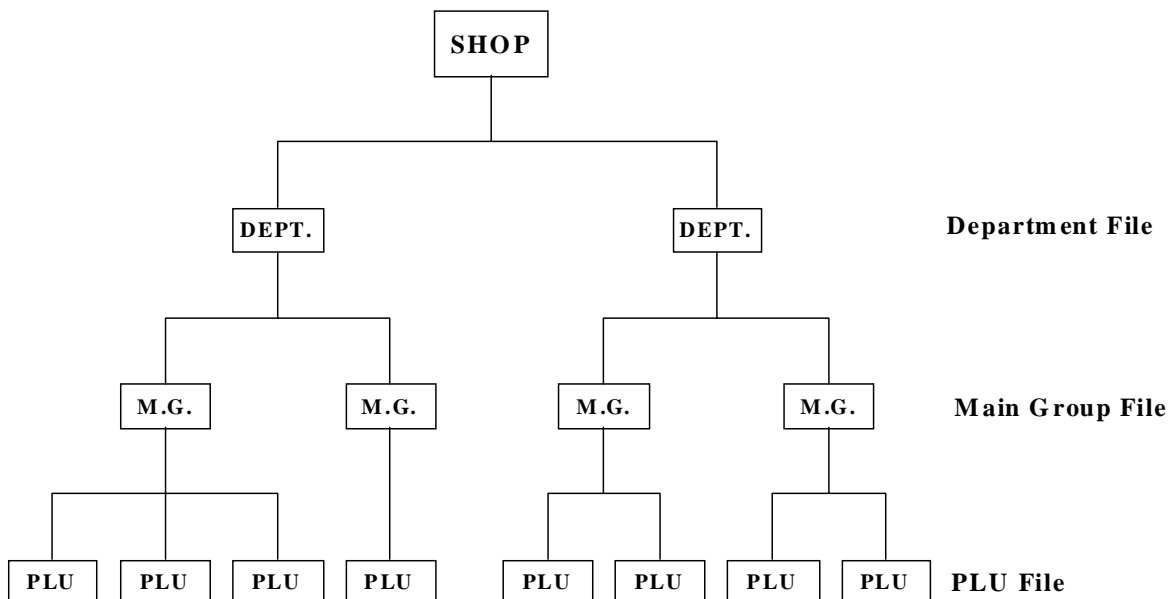 SHOP
DEPT. DEPT. Department File
M.G. M.G. M.G. M.G. Main Group File
PLU PLU PLU PLU PLU PLU PLU PLU PLU File